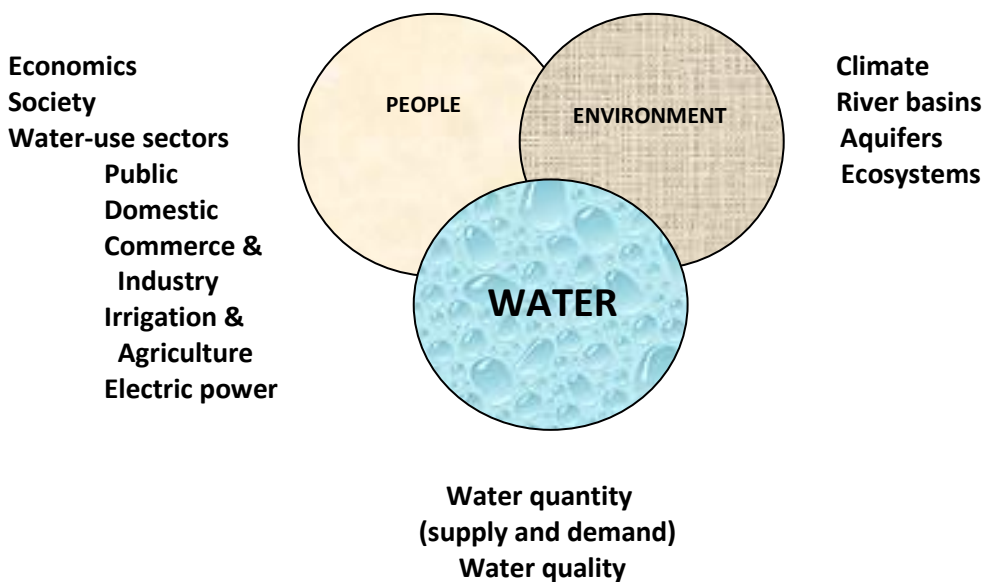 Economics
Society
Water-use sectors
Public
Domestic
Commerce &
Industry
Irrigation &
Agriculture
Electric power
PEOPLE
ENVIRONMENT
WATER
Climate
River basins
Aquifers
Ecosystems
Water quantity
(supply and demand)
Water quality